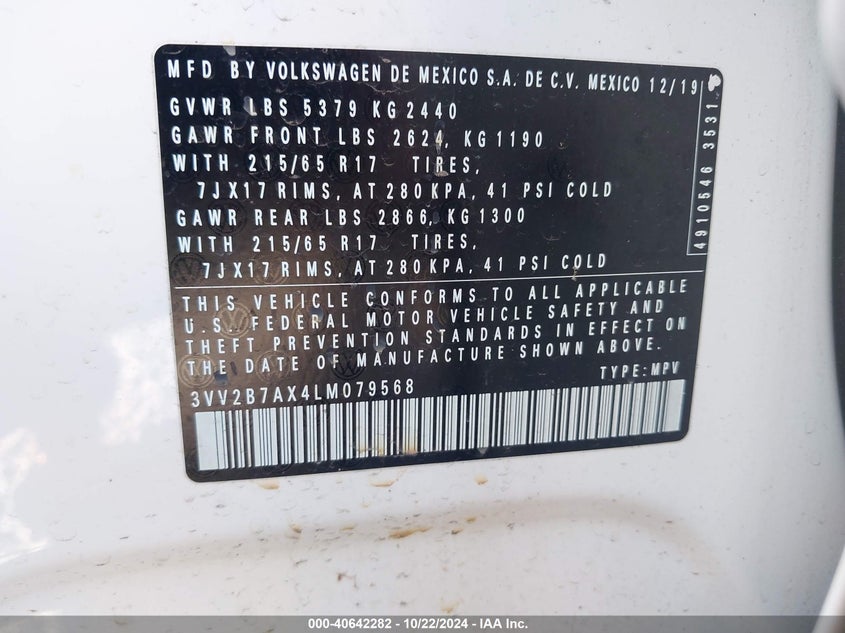 MFD BY VOLKSWAGEN DE MEXICO S.A. DE C.V. MEXICO 12/19
GVWR LBS 5379 KG 2440
GAWR FRONT LBS 2624, KG 1190
WITH 215/65 R17 TIRES,
7JX17 RIMS, AT 280 KPA, 41 PSI COLD
GAWR REAR LBS 2866, KG 1300
WITH 215/65 R17 TIRES,
7JX17 RIMS, AT 280 KPA, 41 PSI COLD
4910546 3531
THIS VEHICLE CONFORMS TO ALL APPLICABLE
U.S. FEDERAL MOTOR VEHICLE SAFETY AND
THEFT PREVENTION STANDARDS IN EFFECT ON
THE DATE OF MANUFACTURE SHOWN ABOVE.
TYPE: MPV
3VV2B7AX4LM079568
000-40642282 - 10/22/2024 - IAA Inc.